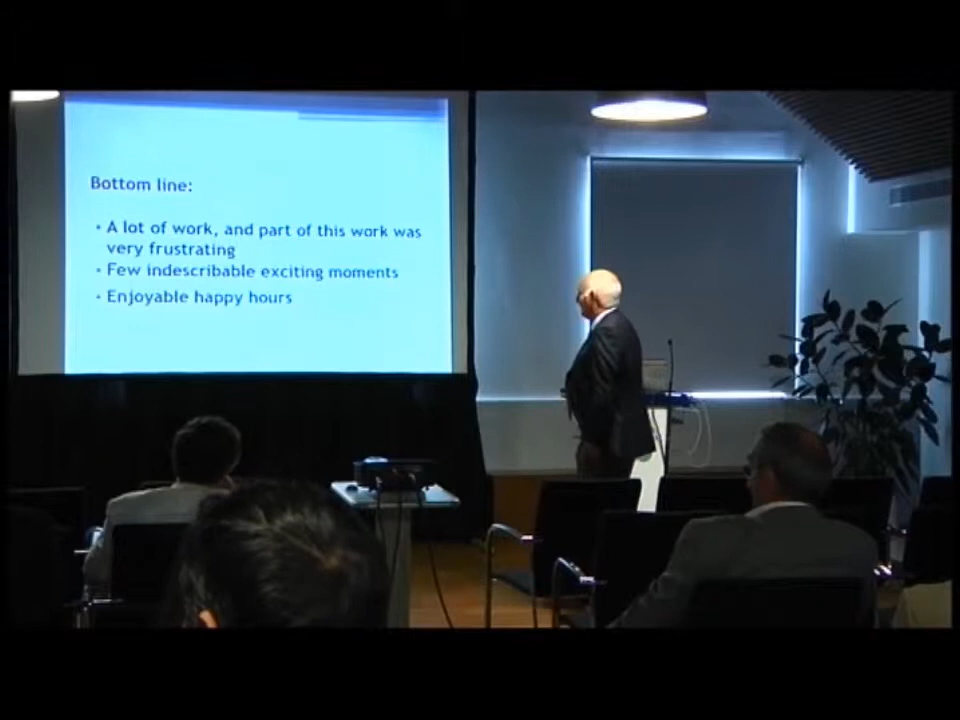 Bottom line:
• A lot of work, and part of this work was
very frustrating
• Few indescribable exciting moments
• Enjoyable happy hours